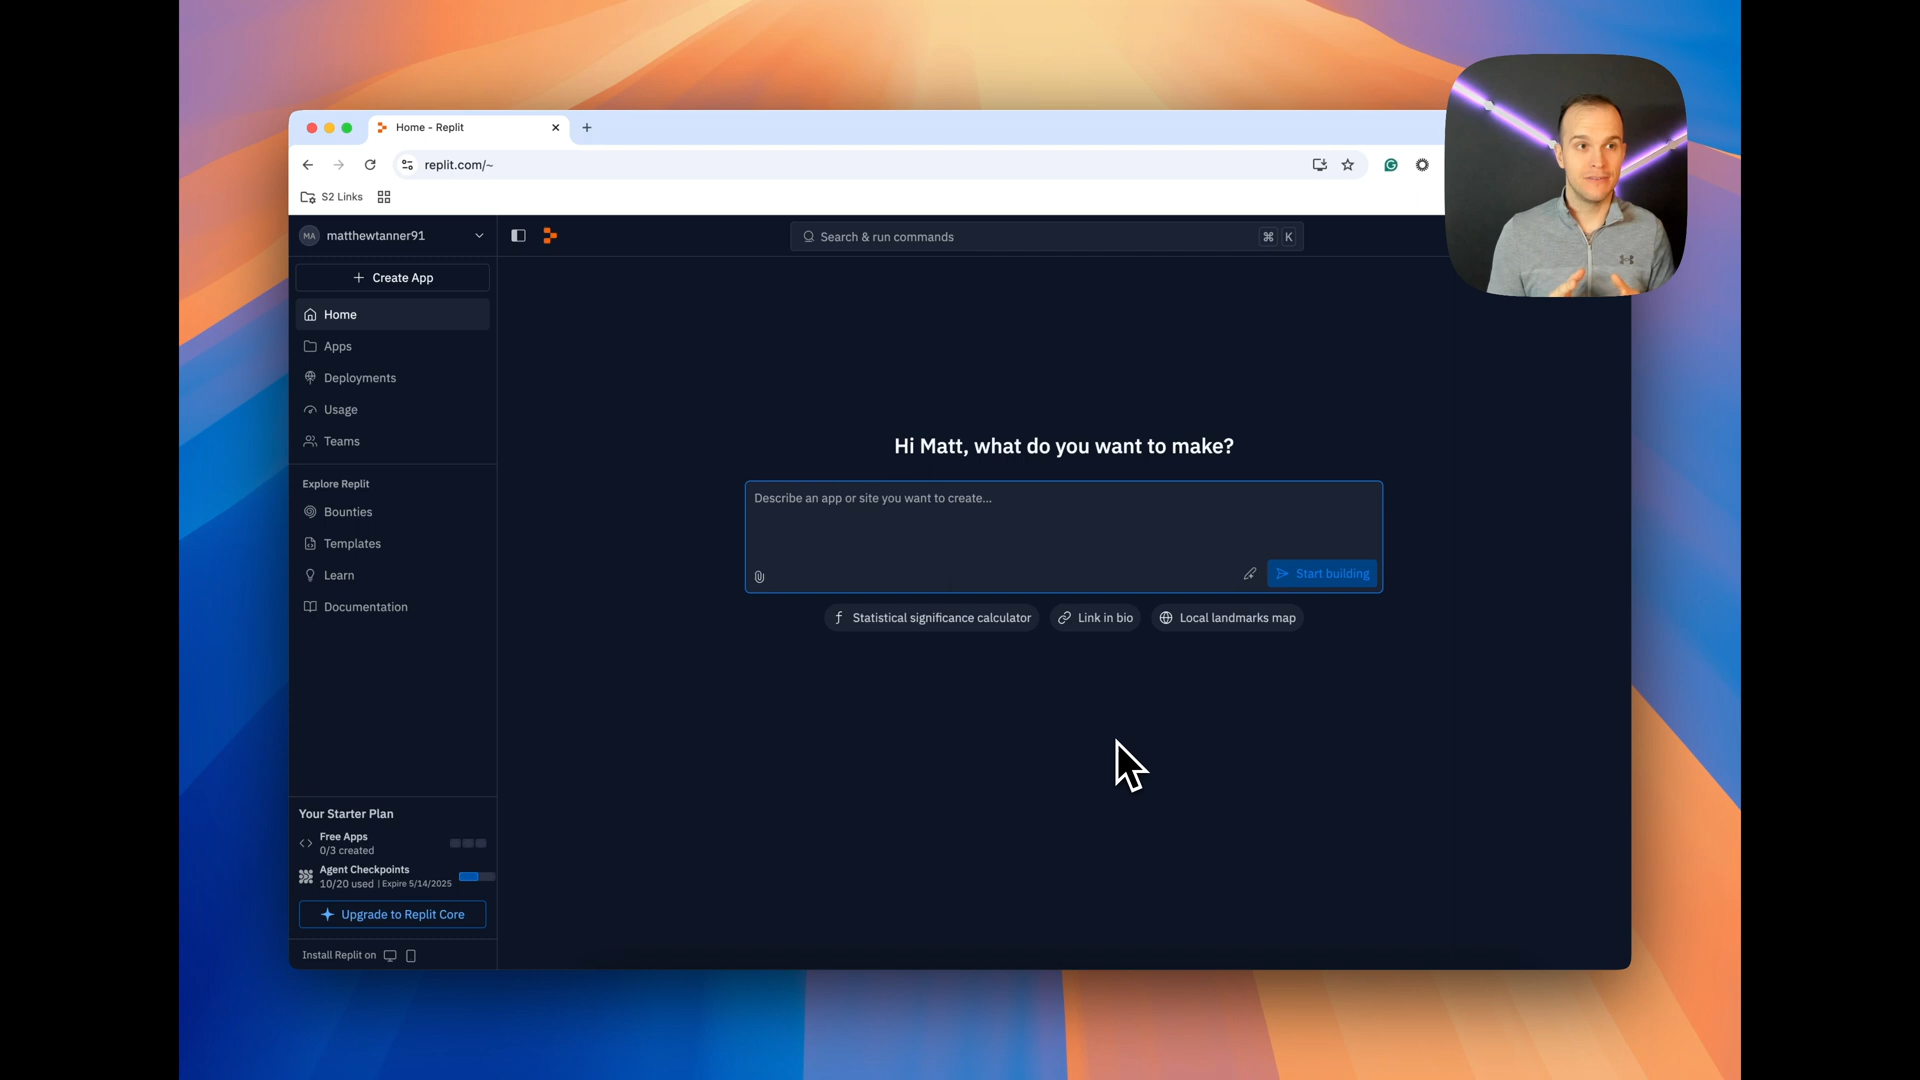 Home - Replit
replit.com/~
S2 Links
MA matthewtanner91
Search & run commands ⌘ K
+ Create App
Home
Apps
Deployments
Usage
Teams
Explore Replit
Bounties
Templates
Learn
Documentation
Hi Matt, what do you want to make?
Describe an app or site you want to create...
Start building
Statistical significance calculator
Link in bio
Local landmarks map
Your Starter Plan
Free Apps
0/3 created
Agent Checkpoints
10/20 used | Expire 5/14/2025
Upgrade to Replit Core
Install Replit on